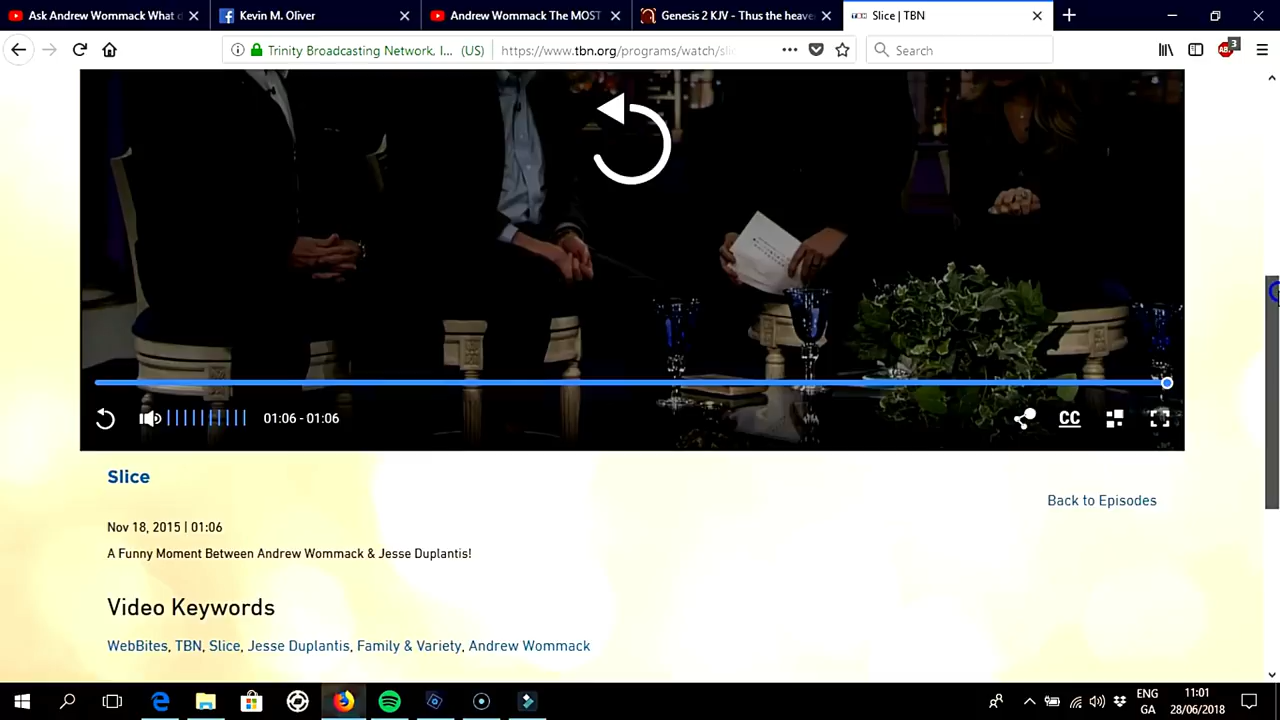 Ask Andrew Wommack What d
Kevin M. Oliver
Andrew Wommack The MOST
Genesis 2 KJV - Thus the heave
Slice | TBN
Trinity Broadcasting Network, I... (US)
https://www.tbn.org/programs/watch/sli
Search
3
01:06 - 01:06
CC
Slice
Back to Episodes
Nov 18, 2015 | 01:06
A Funny Moment Between Andrew Wommack & Jesse Duplantis!
Video Keywords
WebBites, TBN, Slice, Jesse Duplantis, Family & Variety, Andrew Wommack
ENG
GA
11:01
28/06/2018